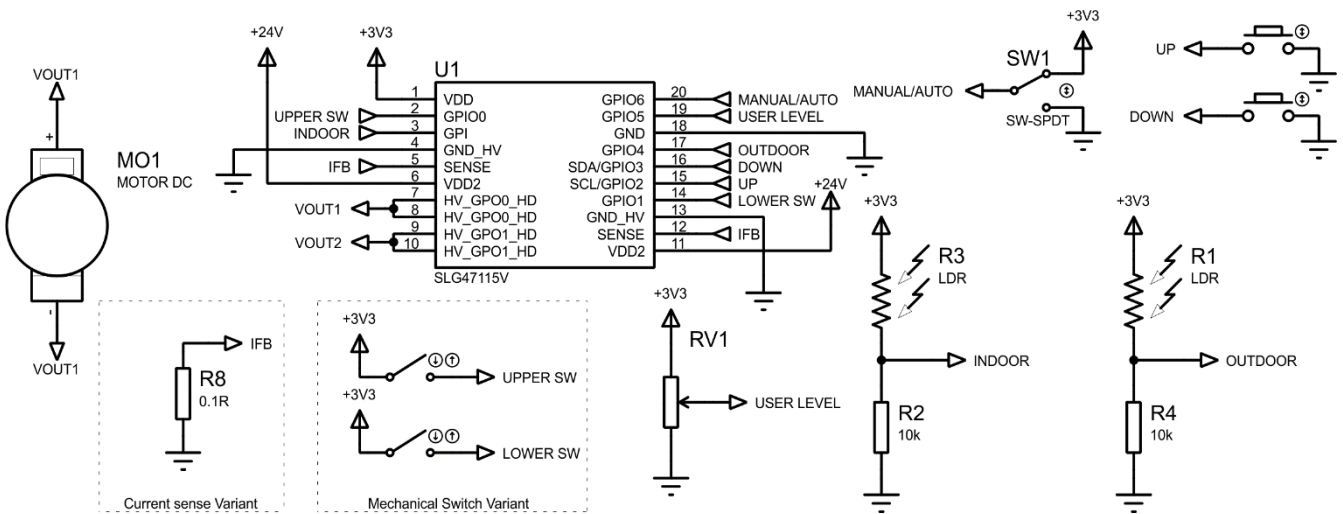 +24V
+3V3
+3V3
SW1
UP
MANUAL/AUTO
SW-SPDT
DOWN
VOUT1
+
MO1
MOTOR DC
-
VOUT1
U1
1 VDD
UPPER SW 2 GPIO0
INDOOR 3 GPI
4 GND_HV
IFB 5 SENSE
6 VDD2
7 HV_GPO0_HD
VOUT1 8 HV_GPO0_HD
9 HV_GPO1_HD
VOUT2 10 HV_GPO1_HD
GPIO6 20 MANUAL/AUTO
GPIO5 19 USER LEVEL
GND 18
GPIO4 17 OUTDOOR
SDA/GPIO3 16 DOWN
SCL/GPIO2 15 UP
GPIO1 14 LOWER SW
GND_HV 13
SENSE 12 IFB
VDD2 11
+24V
SLG47115V
IFB
R8
0.1R
Current sense Variant
+3V3
UPPER SW
+3V3
LOWER SW
Mechanical Switch Variant
+3V3
RV1
USER LEVEL
+3V3
R3
LDR
INDOOR
R2
10k
+3V3
R1
LDR
OUTDOOR
R4
10k